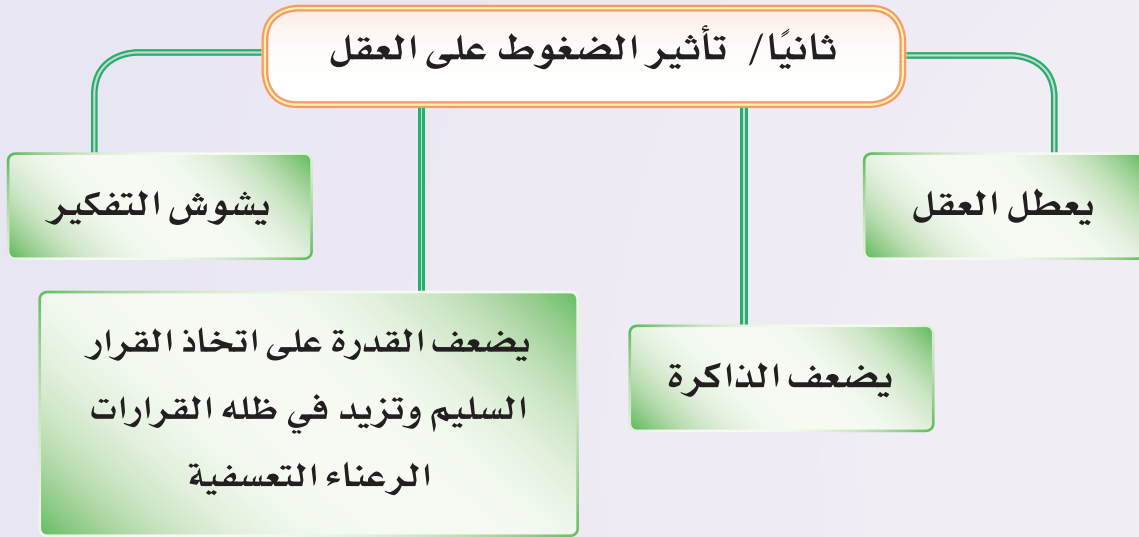 ثانيًا/ تأثير الضغوط على العقل
يعطل العقل
يضعف الذاكرة
يضعف القدرة على اتخاذ القرار
السليم وتزيد في ظله القرارات
الرعناء التعسفية
يشوش التفكير